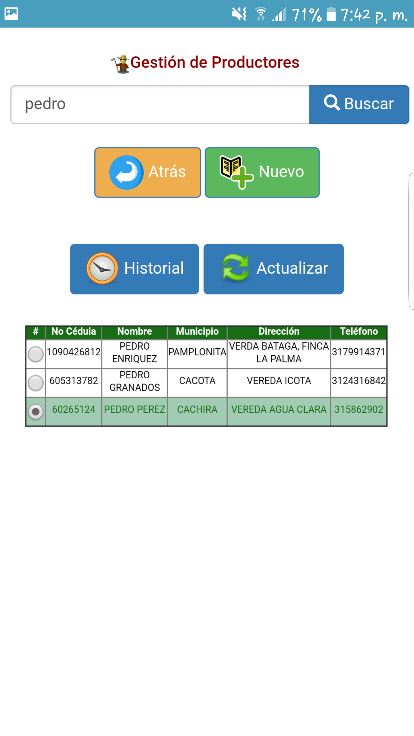 71% 7:42 p. m.
Gestión de Productores
pedro Buscar
Atrás Nuevo
Historial Actualizar
# No Cédula Nombre Municipio Dirección Teléfono
1090426812 PEDRO ENRIQUEZ PAMPLONITA VERDA BATAGA, FINCA LA PALMA 3179914371
605313782 PEDRO GRANADOS CACOTA VEREDA ICOTA 3124316842
60265124 PEDRO PEREZ CACHIRA VEREDA AGUA CLARA 315862902